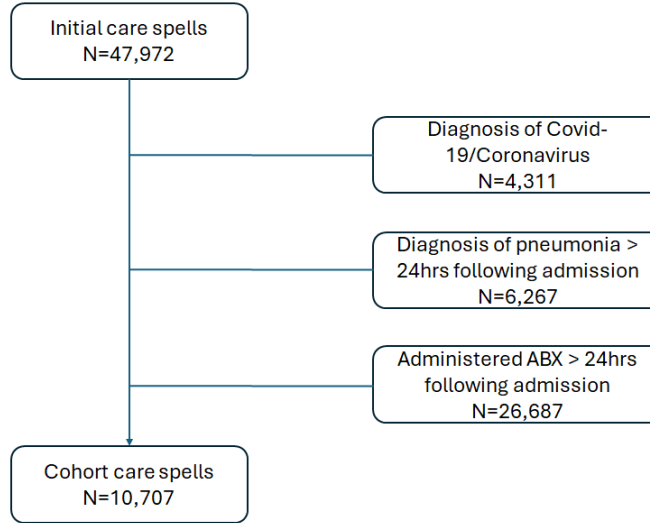 Initial care spells
N=47,972
Diagnosis of Covid-
19/Coronavirus
N=4,311
Diagnosis of pneumonia >
24hrs following admission
N=6,267
Administered ABX > 24hrs
following admission
N=26,687
Cohort care spells
N=10,707